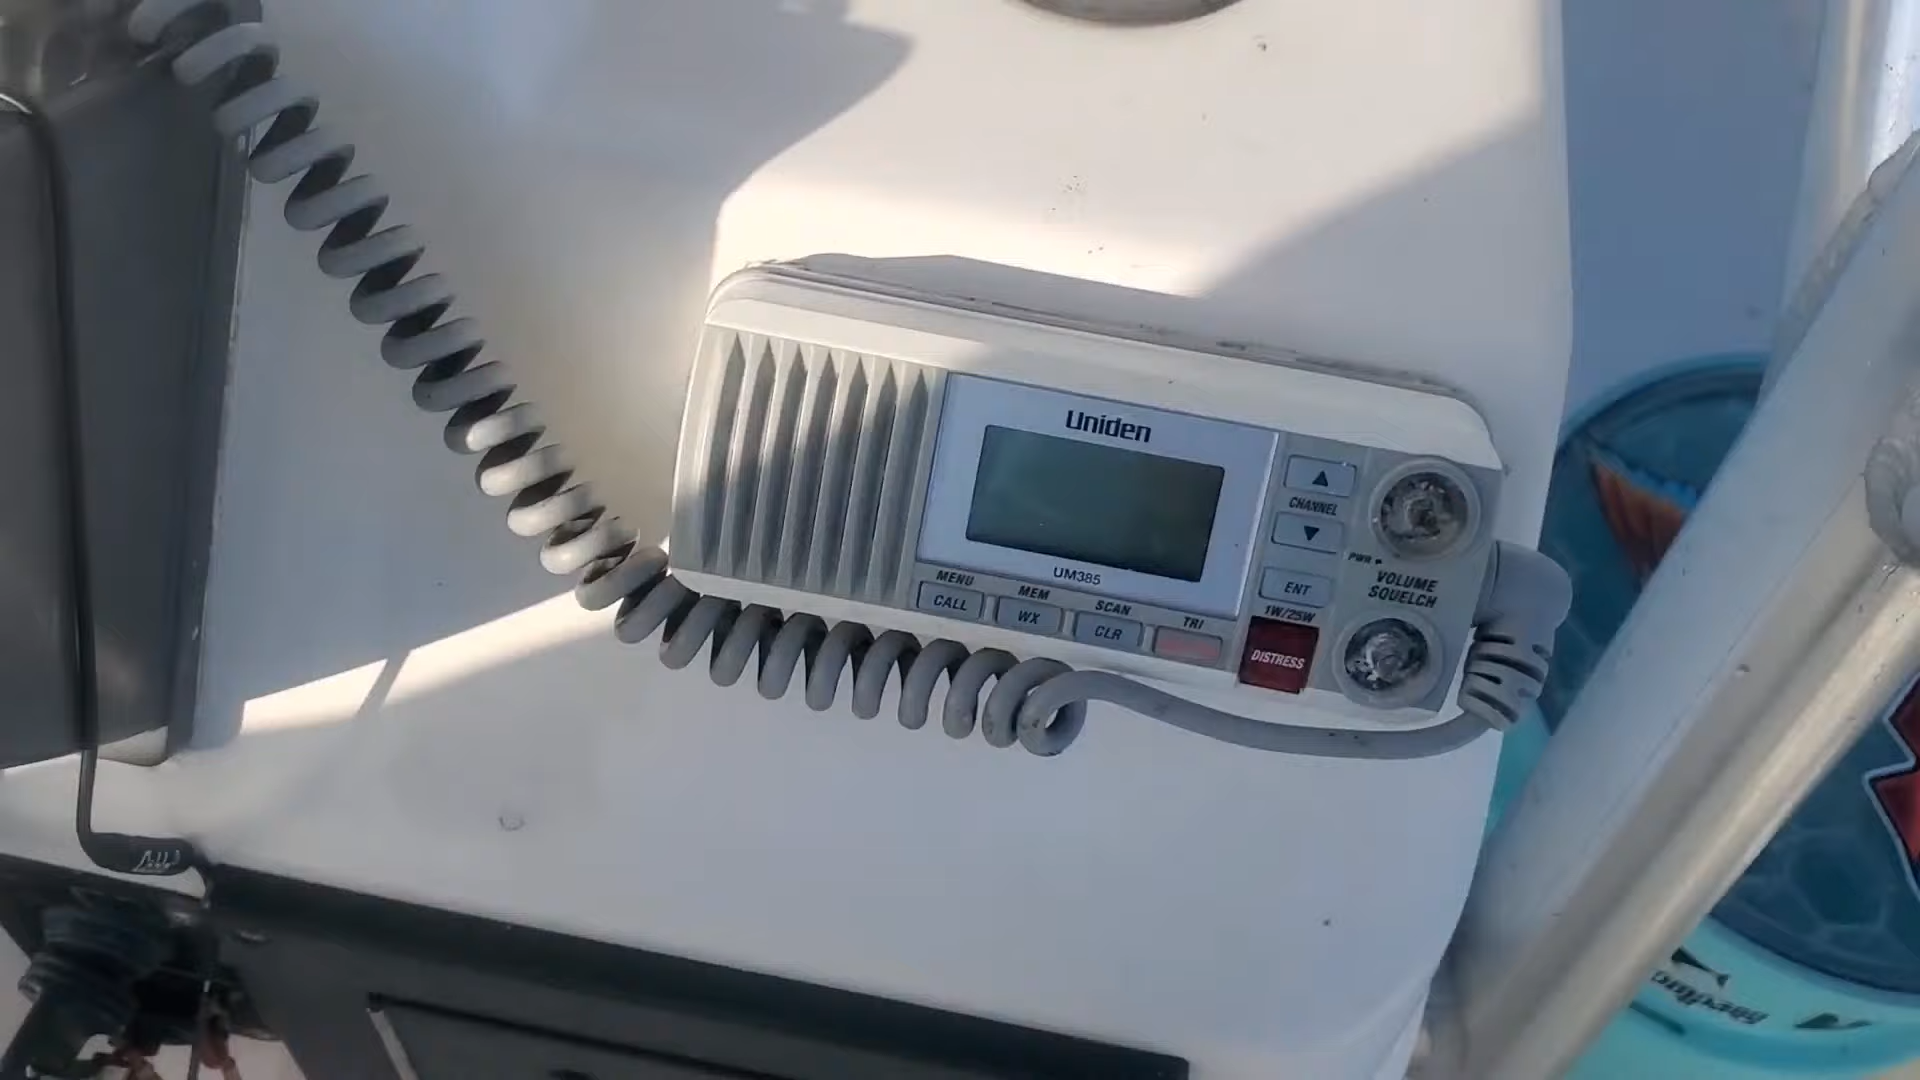 Uniden
UM385
CHANNEL
PWR
VOLUME
SQUELCH
ENT
1W/25W
MENU
CALL
MEM
WX
SCAN
CLR
TRI
DISTRESS